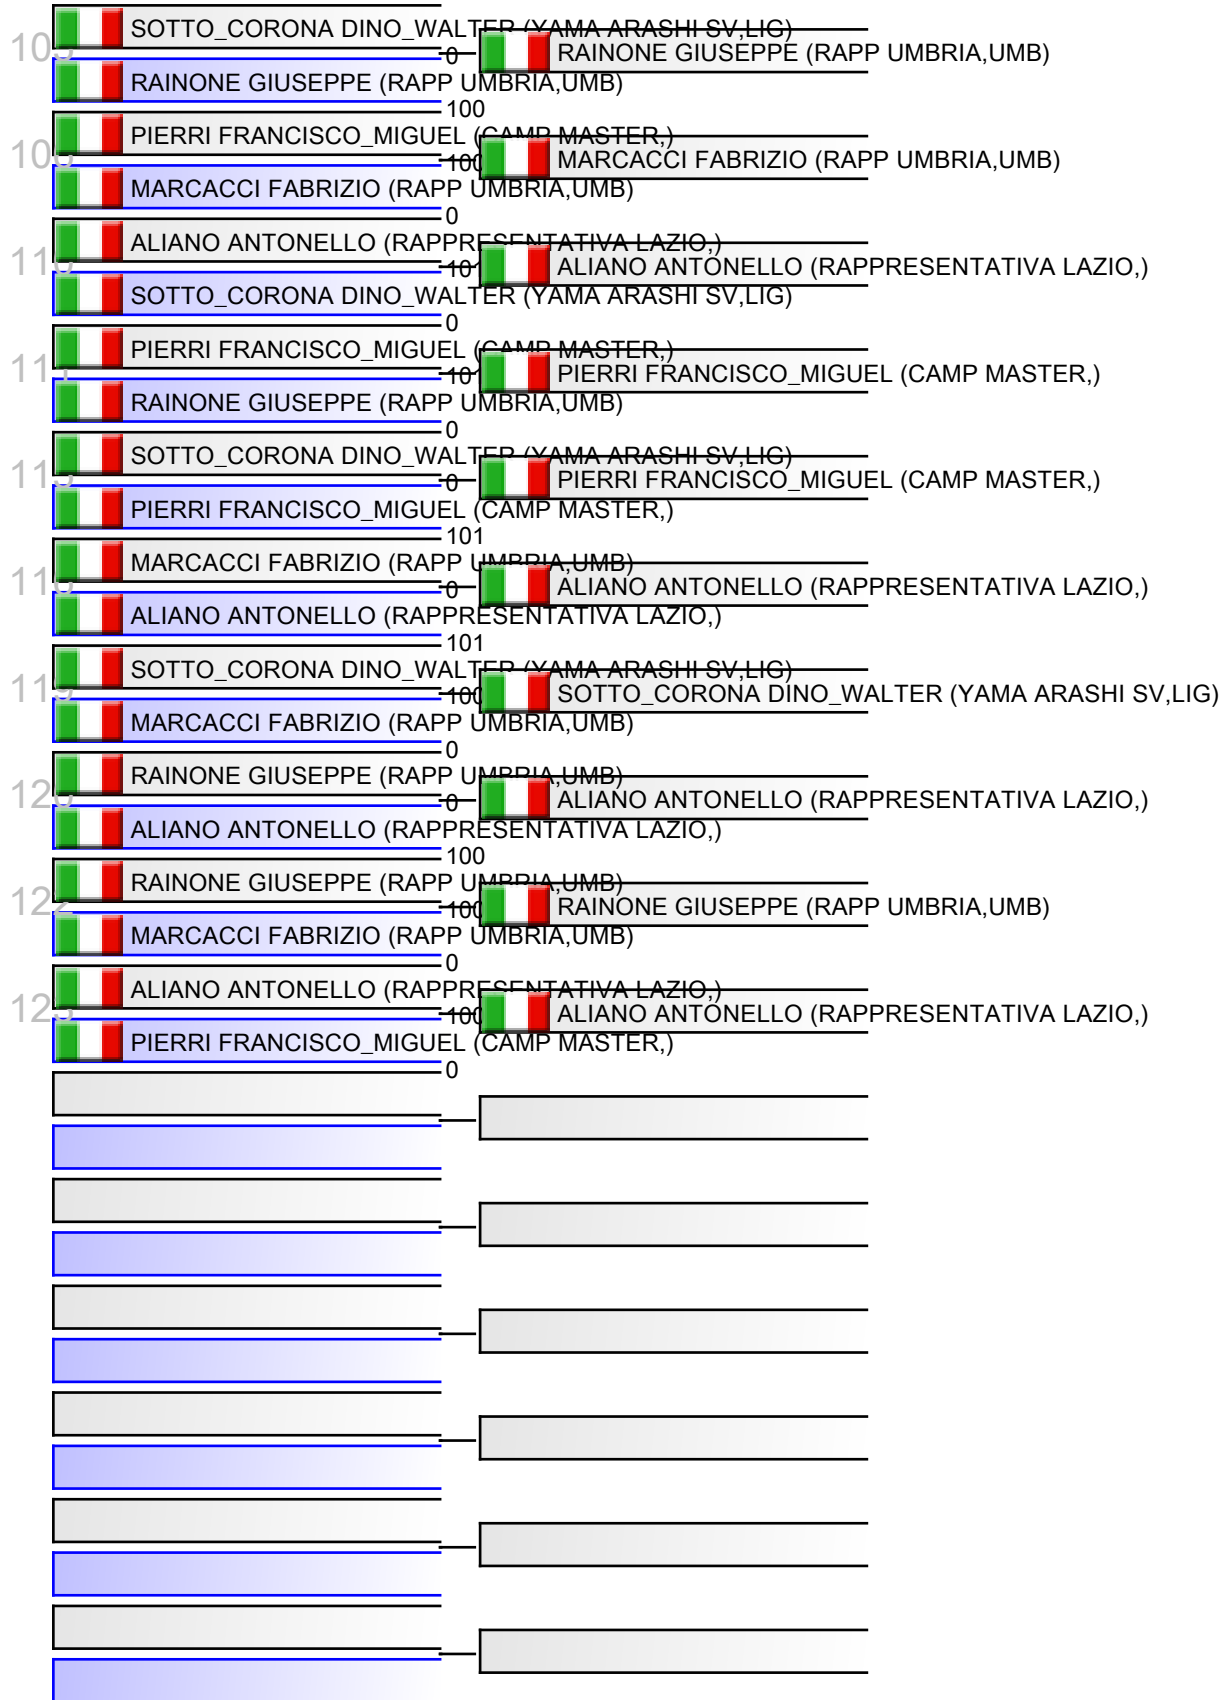 SOTTO_CORONA DINO_WALTER (YAMA ARASHI SV,LIG)
0
RAINONE GIUSEPPE (RAPP UMBRIA,UMB)
RAINONE GIUSEPPE (RAPP UMBRIA,UMB)
100
PIERRI FRANCISCO_MIGUEL (CAMP MASTER,)
100
MARCACCI FABRIZIO (RAPP UMBRIA,UMB)
MARCACCI FABRIZIO (RAPP UMBRIA,UMB)
0
ALIANO ANTONELLO (RAPPRESENTATIVA LAZIO,)
ALIANO ANTONELLO (RAPPRESENTATIVA LAZIO,)
SOTTO_CORONA DINO_WALTER (YAMA ARASHI SV,LIG)
0
PIERRI FRANCISCO_MIGUEL (CAMP MASTER,)
PIERRI FRANCISCO_MIGUEL (CAMP MASTER,)
RAINONE GIUSEPPE (RAPP UMBRIA,UMB)
0
SOTTO_CORONA DINO_WALTER (YAMA ARASHI SV,LIG)
0
PIERRI FRANCISCO_MIGUEL (CAMP MASTER,)
PIERRI FRANCISCO_MIGUEL (CAMP MASTER,)
101
MARCACCI FABRIZIO (RAPP UMBRIA,UMB)
0
ALIANO ANTONELLO (RAPPRESENTATIVA LAZIO,)
ALIANO ANTONELLO (RAPPRESENTATIVA LAZIO,)
101
119
SOTTO_CORONA DINO_WALTER (YAMA ARASHI SV,LIG)
100
SOTTO_CORONA DINO_WALTER (YAMA ARASHI SV,LIG)
MARCACCI FABRIZIO (RAPP UMBRIA,UMB)
0
RAINONE GIUSEPPE (RAPP UMBRIA,UMB)
0
ALIANO ANTONELLO (RAPPRESENTATIVA LAZIO,)
ALIANO ANTONELLO (RAPPRESENTATIVA LAZIO,)
100
122
RAINONE GIUSEPPE (RAPP UMBRIA,UMB)
100
RAINONE GIUSEPPE (RAPP UMBRIA,UMB)
MARCACCI FABRIZIO (RAPP UMBRIA,UMB)
0
ALIANO ANTONELLO (RAPPRESENTATIVA LAZIO,)
100
ALIANO ANTONELLO (RAPPRESENTATIVA LAZIO,)
PIERRI FRANCISCO_MIGUEL (CAMP MASTER,)
0